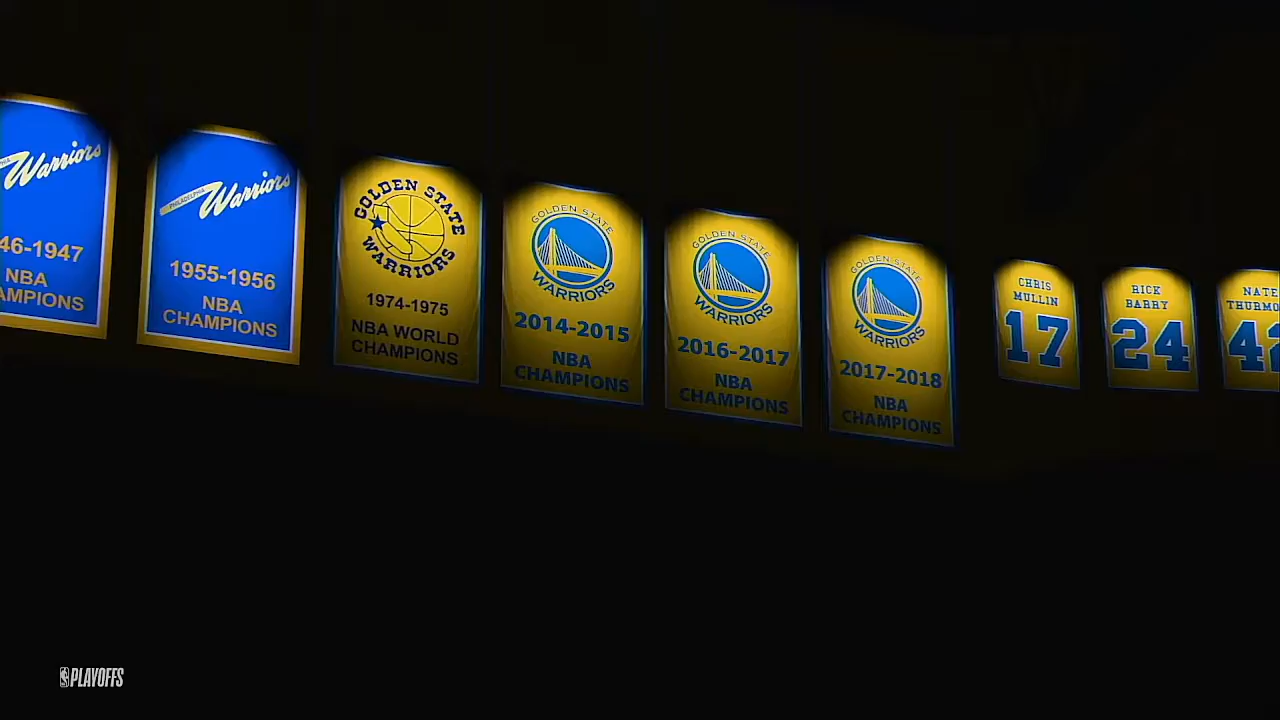 Warriors
46-1947
NBA
AMPIONS
PHILADELPHIA
Warriors
1955-1956
NBA
CHAMPIONS
GOLDEN STATE
WARRIORS
1974-1975
NBA WORLD
CHAMPIONS
GOLDEN STATE
WARRIORS
2014-2015
NBA
CHAMPIONS
GOLDEN STATE
WARRIORS
2016-2017
NBA
CHAMPIONS
GOLDEN STATE
WARRIORS
2017-2018
NBA
CHAMPIONS
CHRIS
MULLIN
17
RICK
BARRY
24
NATE
THURMO
42
PLAYOFFS